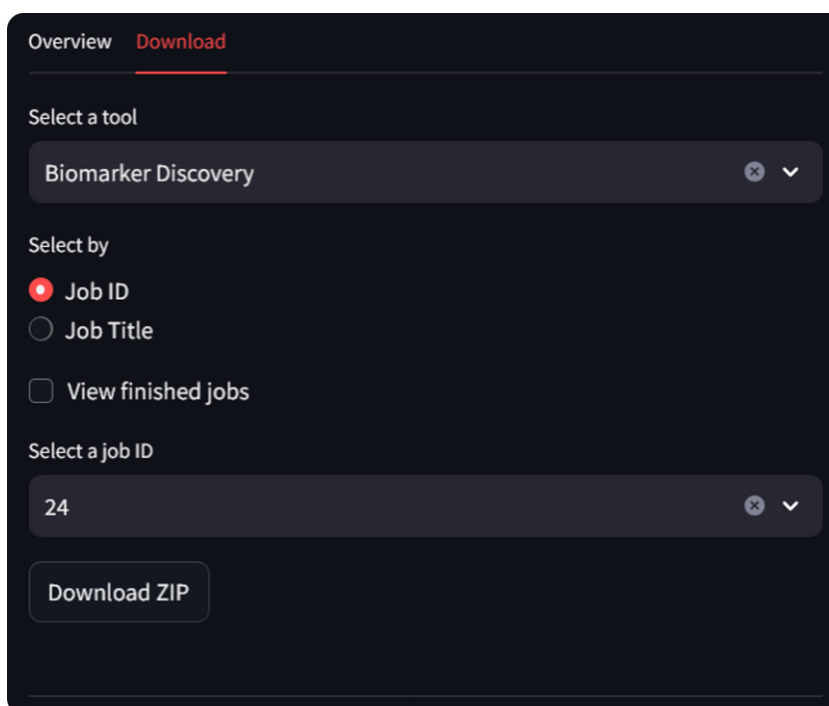 Overview Download
Select a tool
Biomarker Discovery
Select by
Job ID
Job Title
View finished jobs
Select a job ID
24
Download ZIP